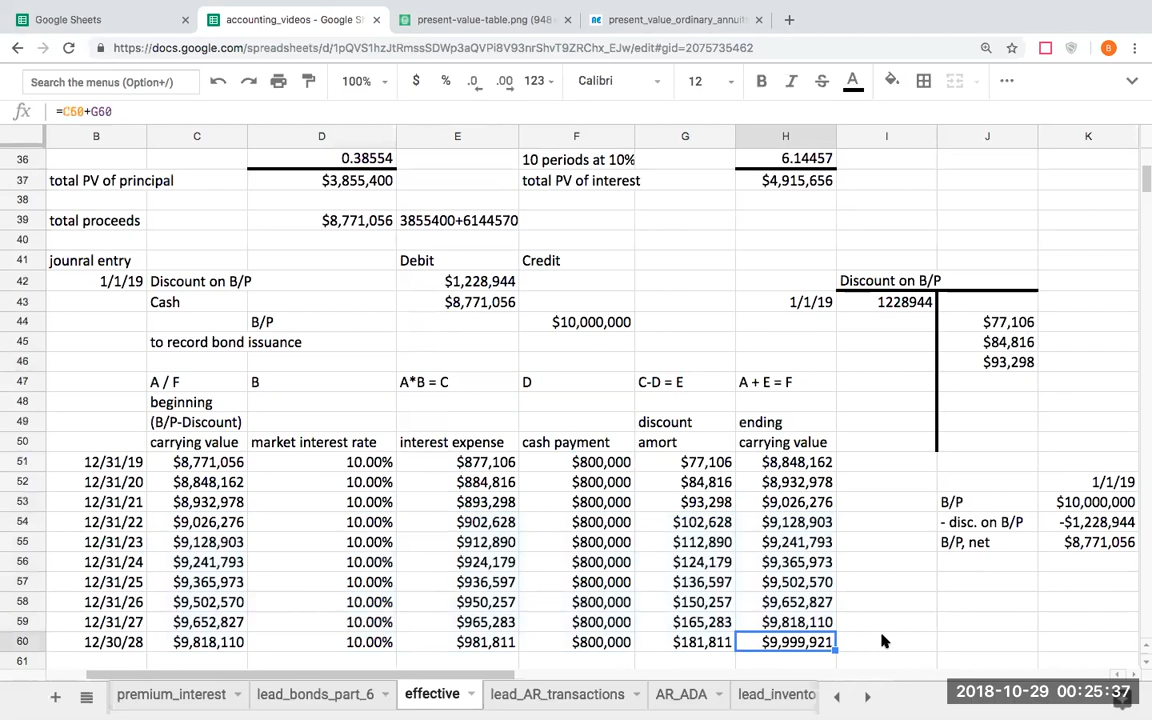 Google Sheets
accounting_videos - Google S
present-value-table.png (948
present_value_ordinary_annuit
https://docs.google.com/spreadsheets/d/1pQVS1hzJtRmssSDWp3aQVPi8V93nrShvT9ZRChx_EJw/edit#gid=2075735462
B
Search the menus (Option+/) 100% $ % .0 .00 123 Calibri 12 B I S A
fx =C60+G60
B C D E F G H I J K
36 0.38554 10 periods at 10% 6.14457
37 total PV of principal $3,855,400 total PV of interest $4,915,656
38
39 total proceeds $8,771,056 3855400+6144570
40
41 jounral entry Debit Credit
42 1/1/19 Discount on B/P $1,228,944 Discount on B/P
43 Cash $8,771,056 1/1/19 1228944
44 B/P $10,000,000 $77,106
45 to record bond issuance $84,816
46 $93,298
47 A / F B A*B = C D C-D = E A + E = F
48 beginning
49 (B/P-Discount) discount ending
50 carrying value market interest rate interest expense cash payment amort carrying value
51 12/31/19 $8,771,056 10.00% $877,106 $800,000 $77,106 $8,848,162
52 12/31/20 $8,848,162 10.00% $884,816 $800,000 $84,816 $8,932,978 1/1/19
53 12/31/21 $8,932,978 10.00% $893,298 $800,000 $93,298 $9,026,276 B/P $10,000,000
54 12/31/22 $9,026,276 10.00% $902,628 $800,000 $102,628 $9,128,903 - disc. on B/P -$1,228,944
55 12/31/23 $9,128,903 10.00% $912,890 $800,000 $112,890 $9,241,793 B/P, net $8,771,056
56 12/31/24 $9,241,793 10.00% $924,179 $800,000 $124,179 $9,365,973
57 12/31/25 $9,365,973 10.00% $936,597 $800,000 $136,597 $9,502,570
58 12/31/26 $9,502,570 10.00% $950,257 $800,000 $150,257 $9,652,827
59 12/31/27 $9,652,827 10.00% $965,283 $800,000 $165,283 $9,818,110
60 12/30/28 $9,818,110 10.00% $981,811 $800,000 $181,811 $9,999,921
61
premium_interest lead_bonds_part_6 effective lead_AR_transactions AR_ADA lead_invento
2018-10-29 00:25:37